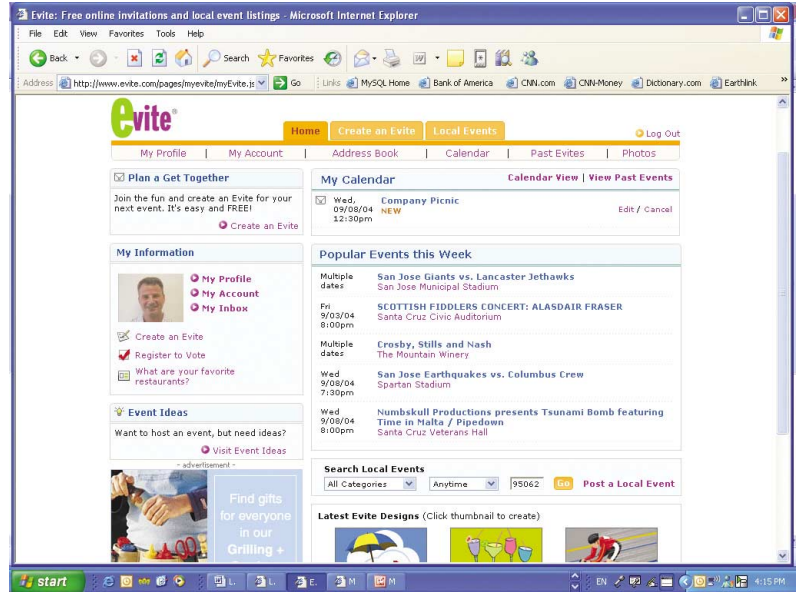 Evite: Free online invitations and local event listings - Microsoft Internet Explorer
File Edit View Favorites Tools Help
Back Search Favorites
Address http://www.evite.com/pages/myevite/myEvite.js Go Links MySQL Home Bank of America CNN.com CNN-Money Dictionary.com Earthlink »
evite®
Home Create an Evite Local Events Log Out
My Profile | My Account | Address Book | Calendar | Past Evites | Photos
Plan a Get Together
Join the fun and create an Evite for your
next event. It's easy and FREE!
Create an Evite
My Information
My Profile
My Account
My Inbox
Create an Evite
Register to Vote
What are your favorite
restaurants?
Event Ideas
Want to host an event, but need ideas?
Visit Event Ideas
- advertisement -
Find gifts
for everyone
in our
Grilling +
My Calendar Calendar View | View Past Events
Wed, Company Picnic
09/08/04 NEW Edit / Cancel
12:30pm
Popular Events this Week
Multiple San Jose Giants vs. Lancaster Jethawks
dates San Jose Municipal Stadium
Fri SCOTTISH FIDDLERS CONCERT: ALASDAIR FRASER
9/03/04 Santa Cruz Civic Auditorium
8:00pm
Multiple Crosby, Stills and Nash
dates The Mountain Winery
Wed San Jose Earthquakes vs. Columbus Crew
9/08/04 Spartan Stadium
7:30pm
Wed Numbskull Productions presents Tsunami Bomb featuring
9/08/04 Time in Malta / Pipedown
8:00pm Santa Cruz Veterans Hall
Search Local Events
All Categories Anytime 95062 Go Post a Local Event
Latest Evite Designs (Click thumbnail to create)
start L. L. E. M M EN 4:15 PM